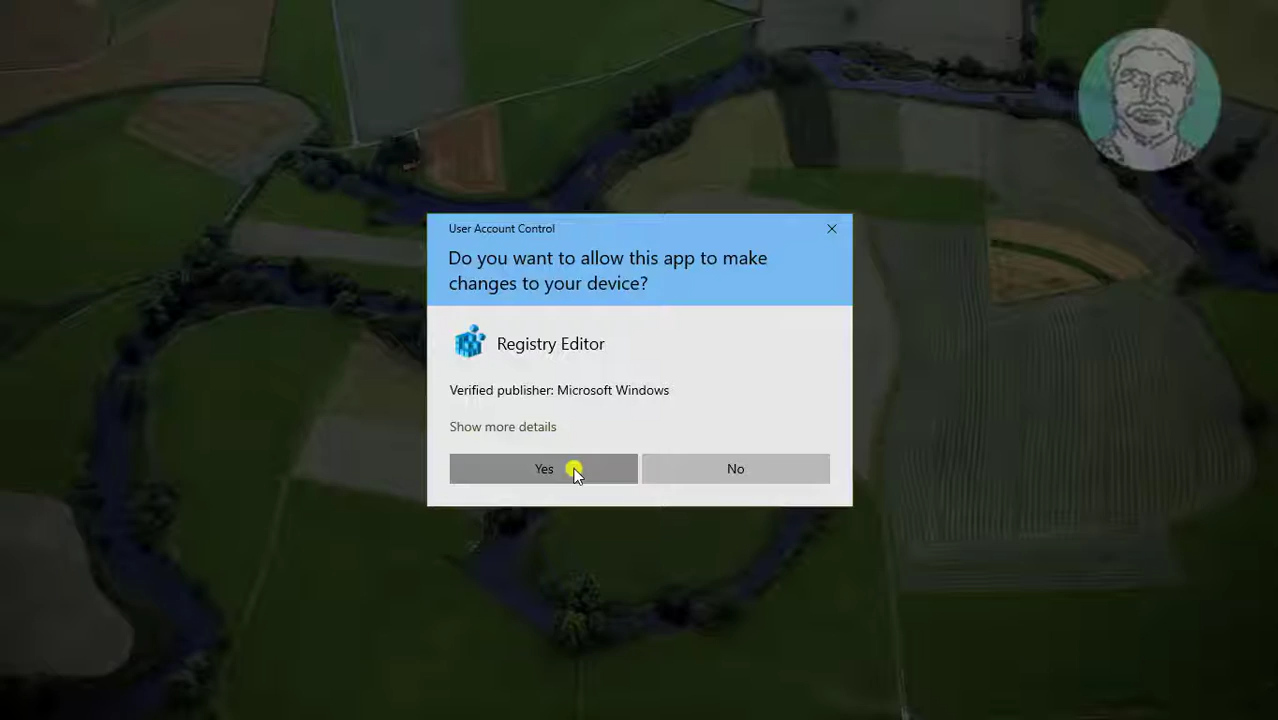 User Account Control
Do you want to allow this app to make
changes to your device?
Registry Editor
Verified publisher: Microsoft Windows
Show more details
Yes
No